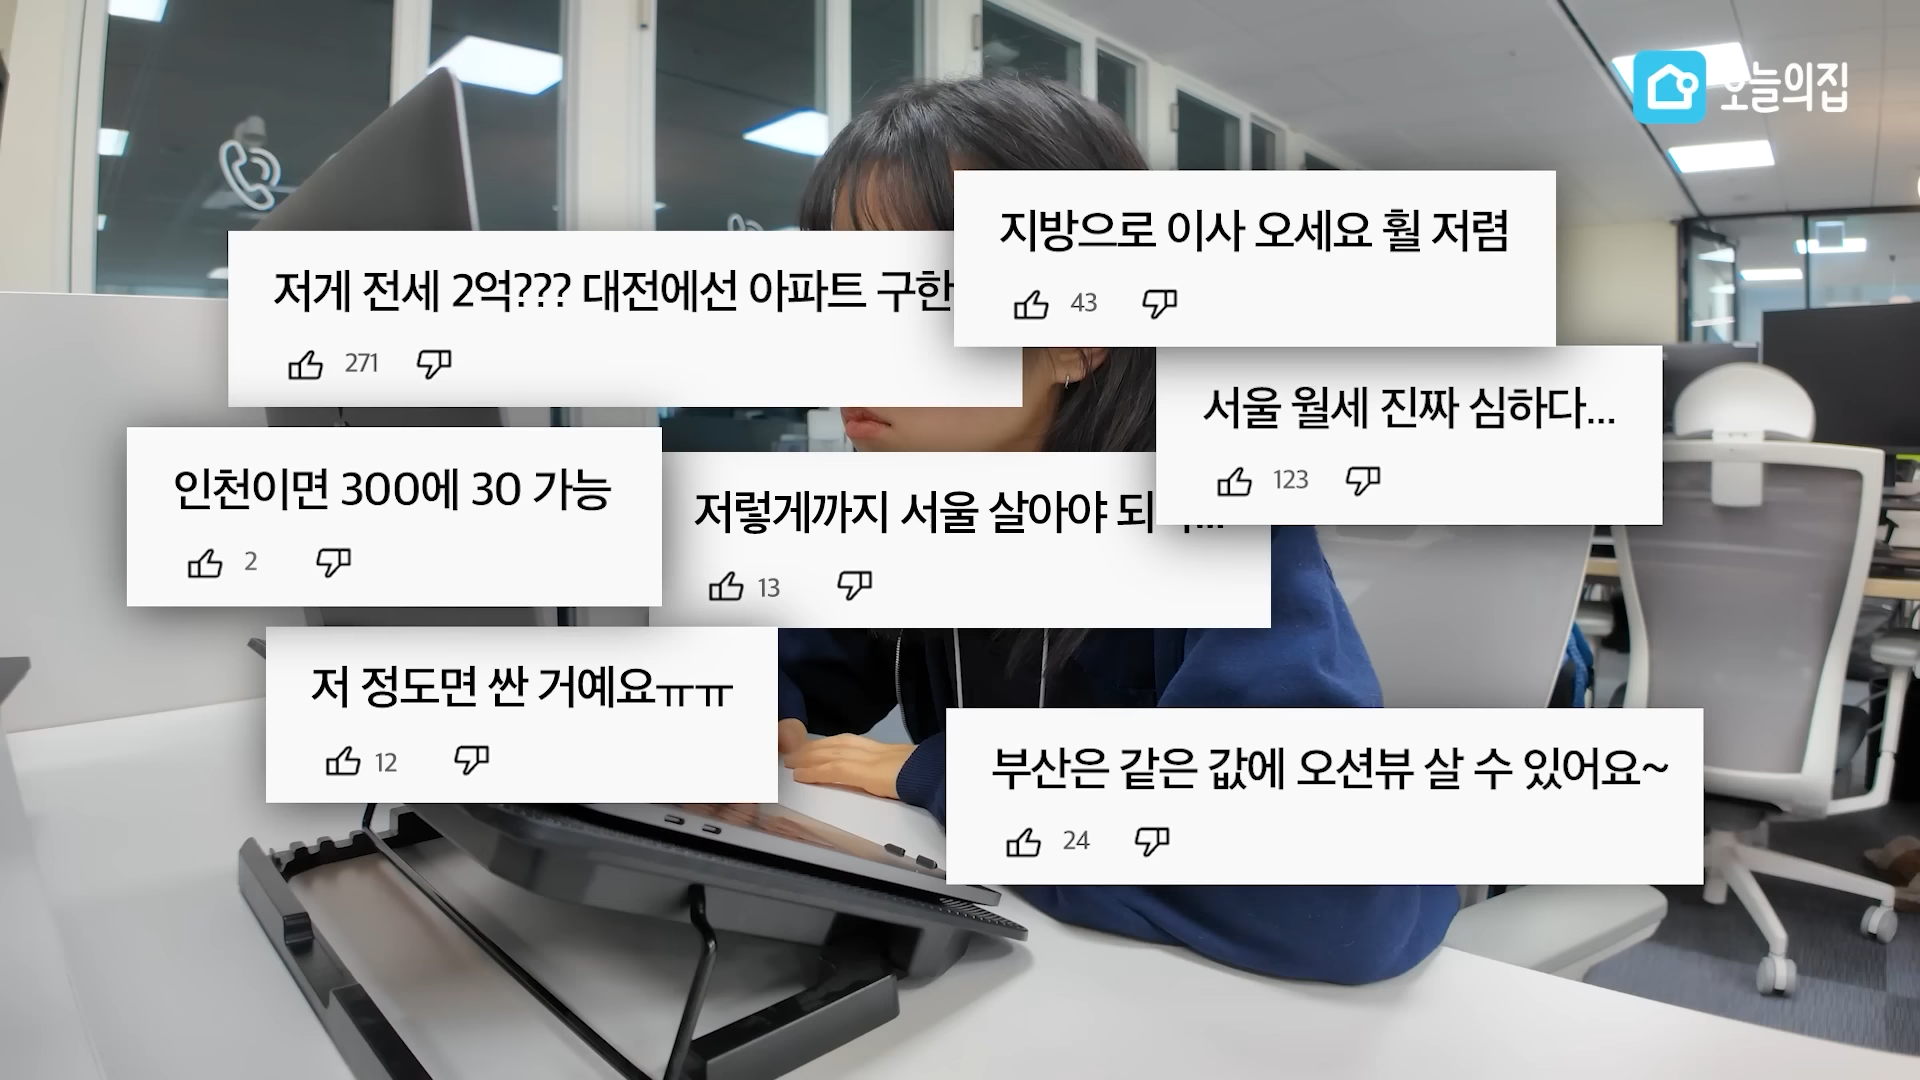 오늘의집
지방으로 이사 오세요 훨 저렴
43
저게 전세 2억??? 대전에선 아파트 구한
271
서울 월세 진짜 심하다...
123
인천이면 300에 30 가능
2
저렇게까지 서울 살아야 되
13
저 정도면 싼 거예요ㅠㅠ
12
부산은 같은 값에 오션뷰 살 수 있어요~
24